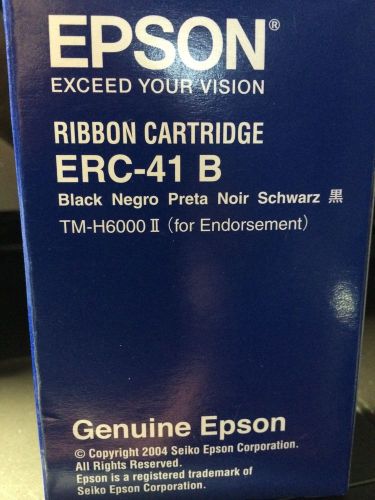 EPSON®
EXCEED YOUR VISION
RIBBON CARTRIDGE
ERC-41 B
Black Negro Preta Noir Schwarz 黒
TM-H6000 II (for Endorsement)
Genuine Epson
© Copyright 2004 Seiko Epson Corporation.
All Rights Reserved.
Epson is a registered trademark of
Seiko Epson Corporation.